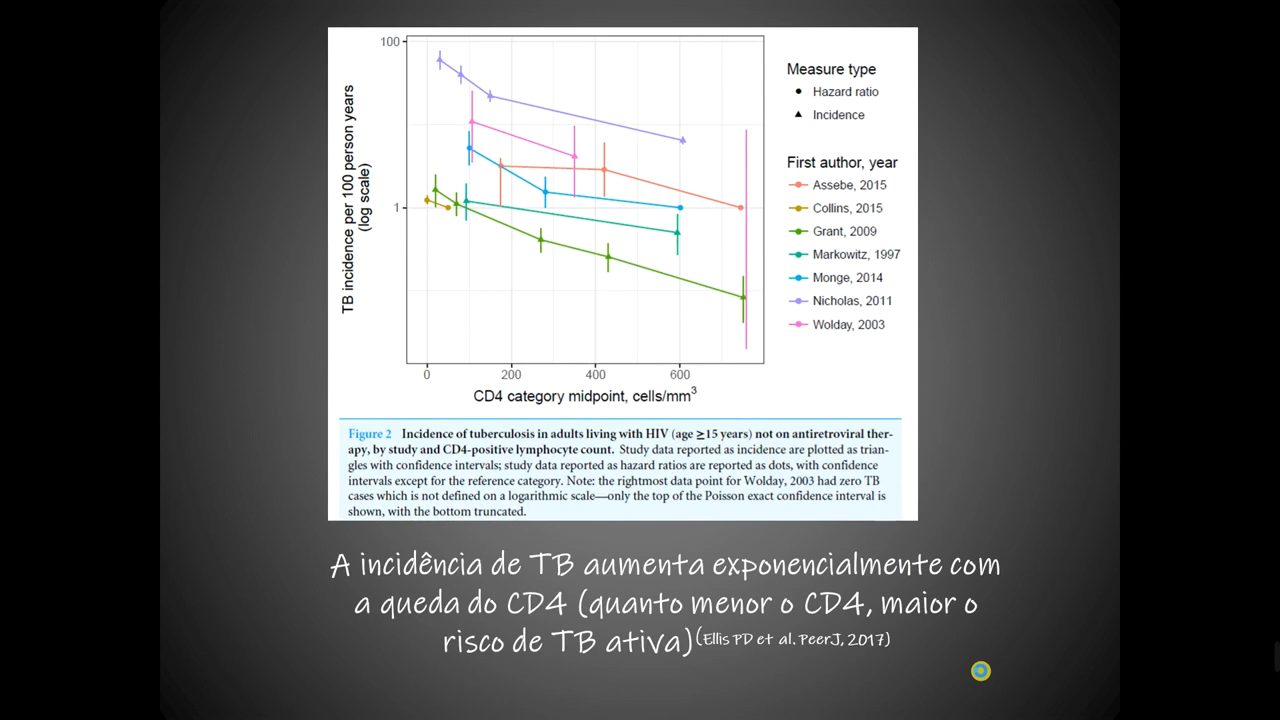 100
1
TB incidence per 100 person years
(log scale)
0
200
400
600
CD4 category midpoint, cells/mm³
Measure type
Hazard ratio
Incidence
First author, year
Assebe, 2015
Collins, 2015
Grant, 2009
Markowitz, 1997
Monge, 2014
Nicholas, 2011
Wolday, 2003
Figure 2 Incidence of tuberculosis in adults living with HIV (age ≥15 years) not on antiretroviral ther-
apy, by study and CD4-positive lymphocyte count. Study data reported as incidence are plotted as trian-
gles with confidence intervals; study data reported as hazard ratios are reported as dots, with confidence
intervals except for the reference category. Note: the rightmost data point for Wolday, 2003 had zero TB
cases which is not defined on a logarithmic scale—only the top of the Poisson exact confidence interval is
shown, with the bottom truncated.
A incidência de TB aumenta exponencialmente com
a queda do CD4 (quanto menor o CD4, maior o
risco de TB ativa)(Ellis PD et al. PeerJ, 2017)